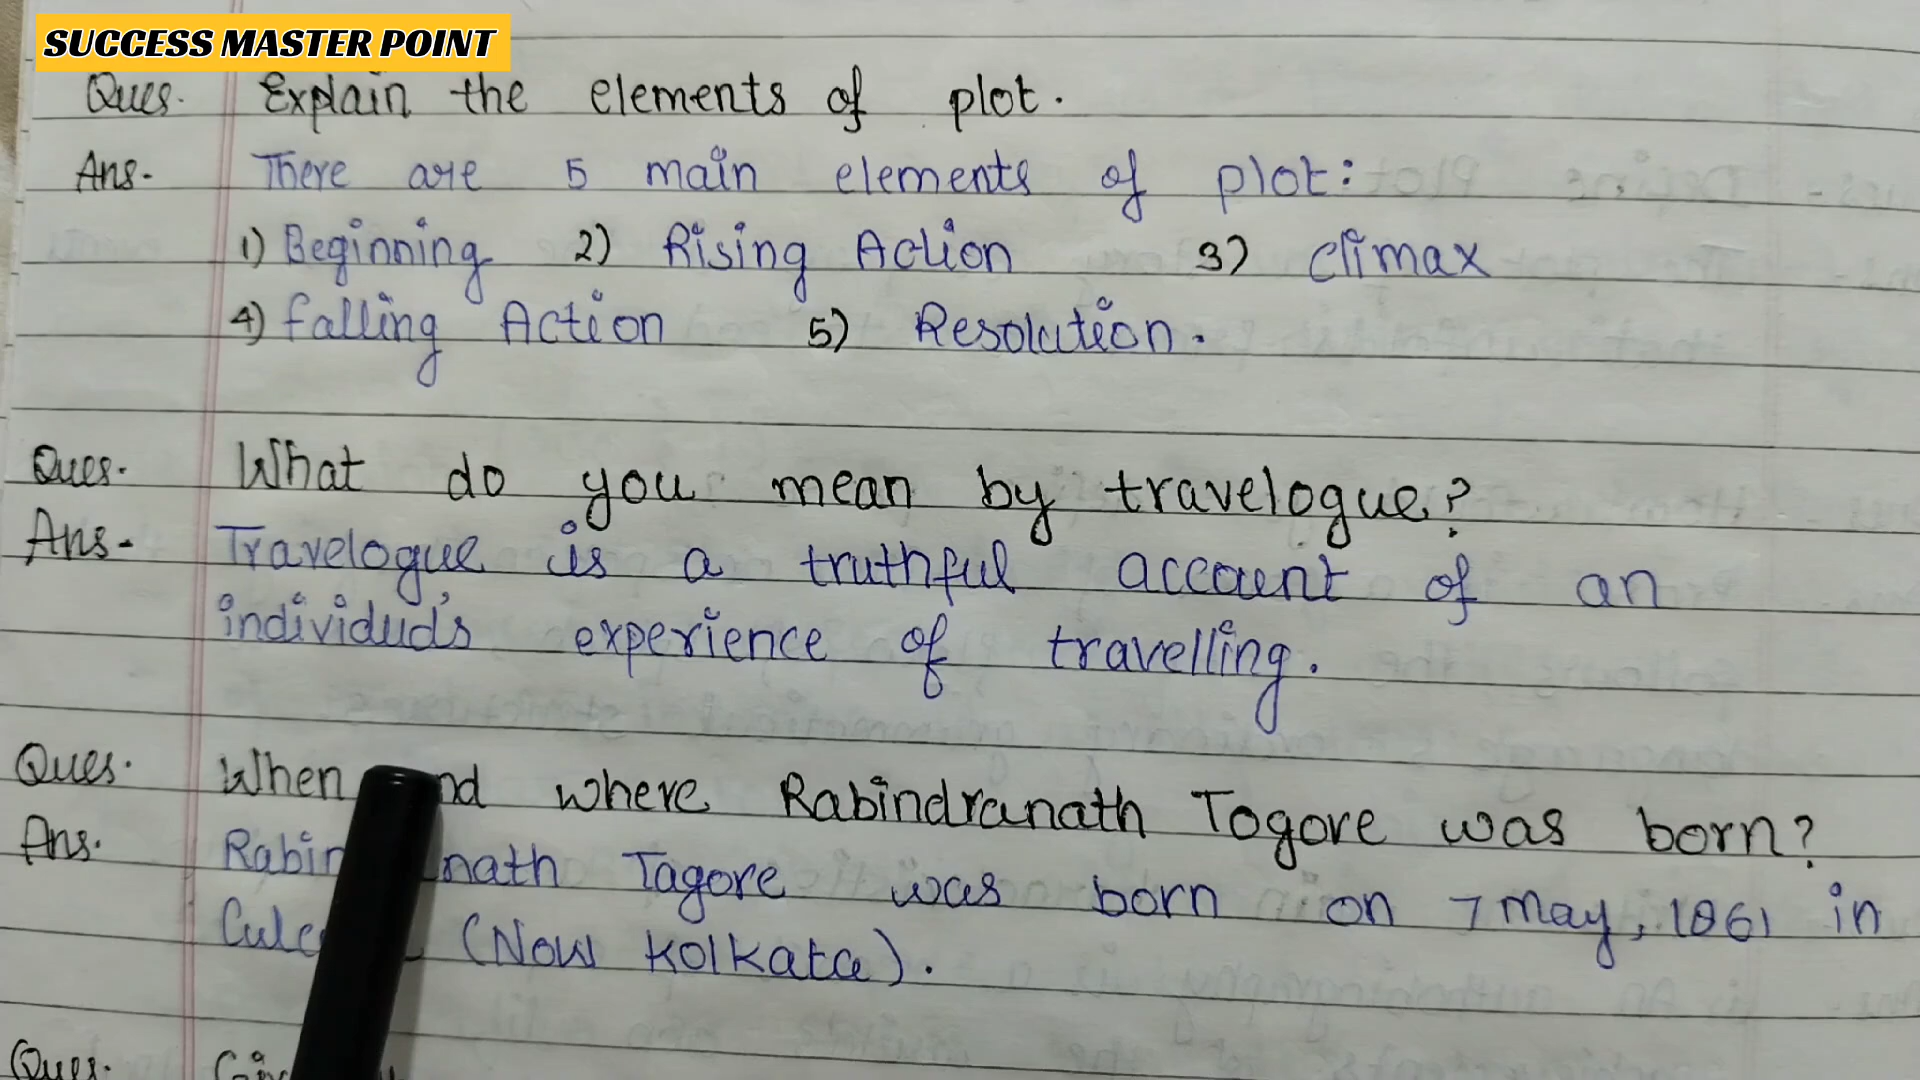 SUCCESS MASTER POINT
Ques. Explain the elements of plot.
Ans- There are 5 main elements of plot:
1) Beginning 2) Rising Action 3) Climax
4) Falling Action 5) Resolution.
Ques. What do you mean by travelogue?
Ans- Travelogue is a truthful account of an
individud's experience of travelling.
Ques. When nd where Rabindranath Togore was born?
Ans. Rabin nath Tagore was born on 7 May, 1861 in
Calc (Now Kolkata).
Ques.